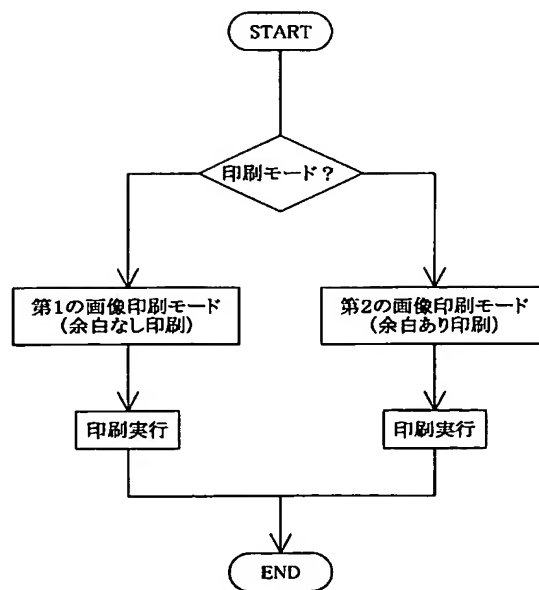 START
印刷モード？
第1の画像印刷モード
(余白なし印刷)
第2の画像印刷モード
(余白あり印刷)
印刷実行
印刷実行
END